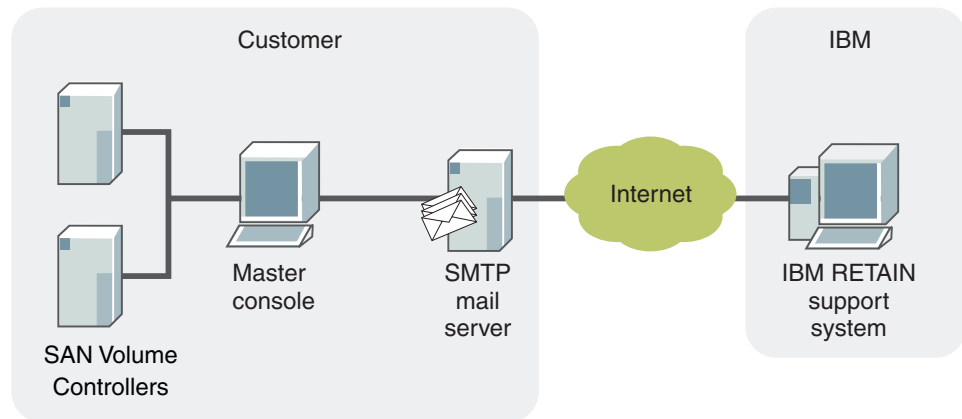 Customer
IBM
Internet
Master
console
SMTP
mail
server
IBM RETAIN
support
system
SAN Volume
Controllers